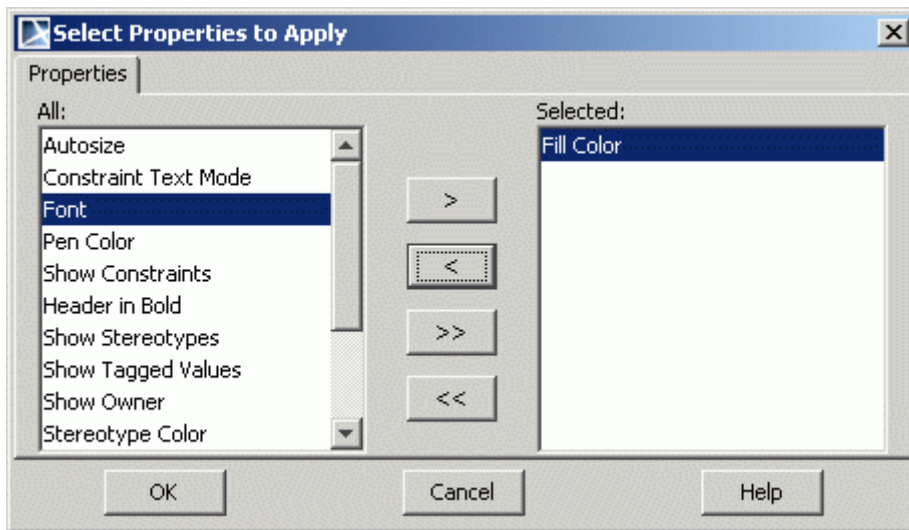 Select Properties to Apply
Properties
All:
Autosize
Constraint Text Mode
Font
Pen Color
Show Constraints
Header in Bold
Show Stereotypes
Show Tagged Values
Show Owner
Stereotype Color
>
<
>>
<<
Selected:
Fill Color
OK
Cancel
Help